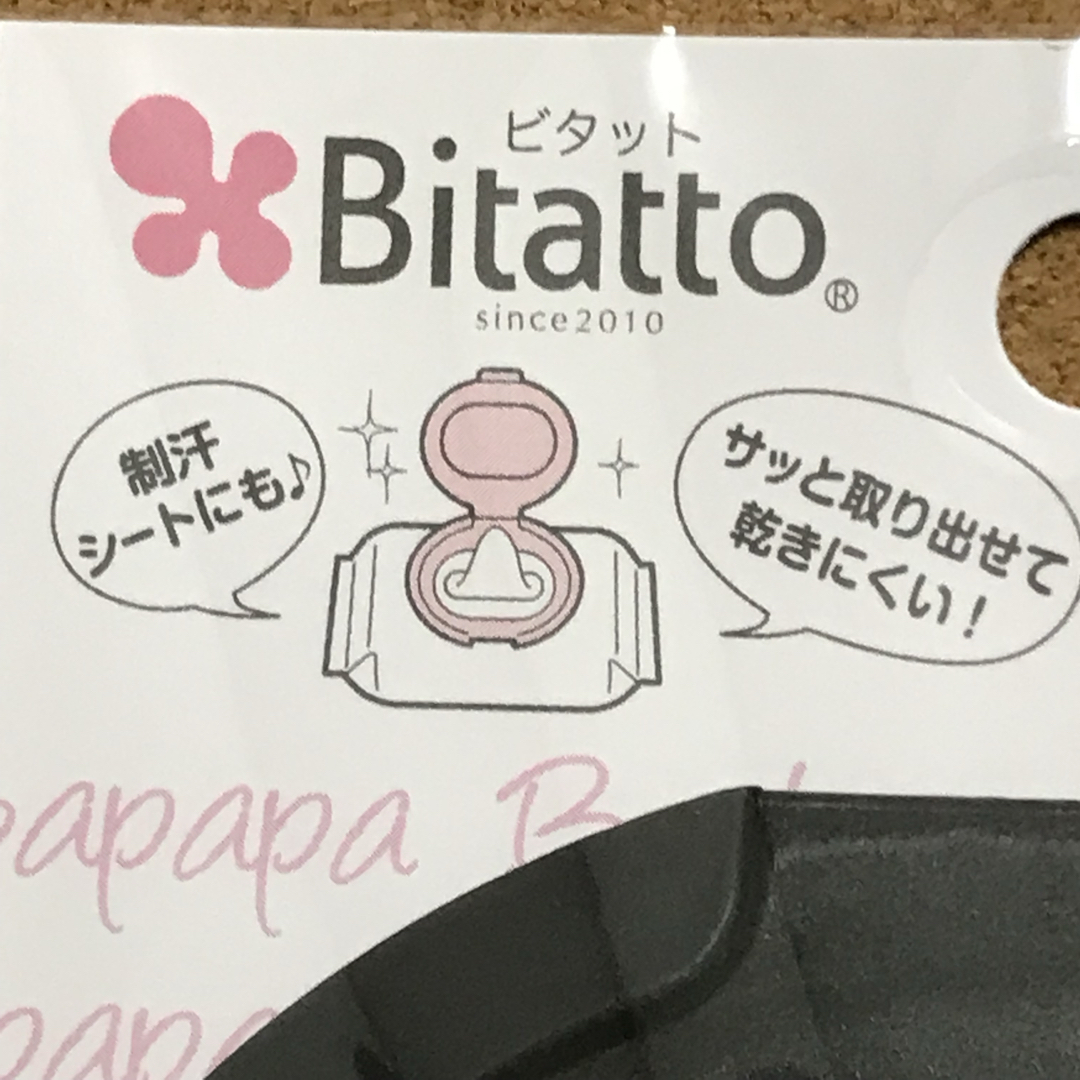 ビタット
Bitatto®
since2010
制汗
シートにも♪
サッと取り出せて
乾きにくい！
papapa B